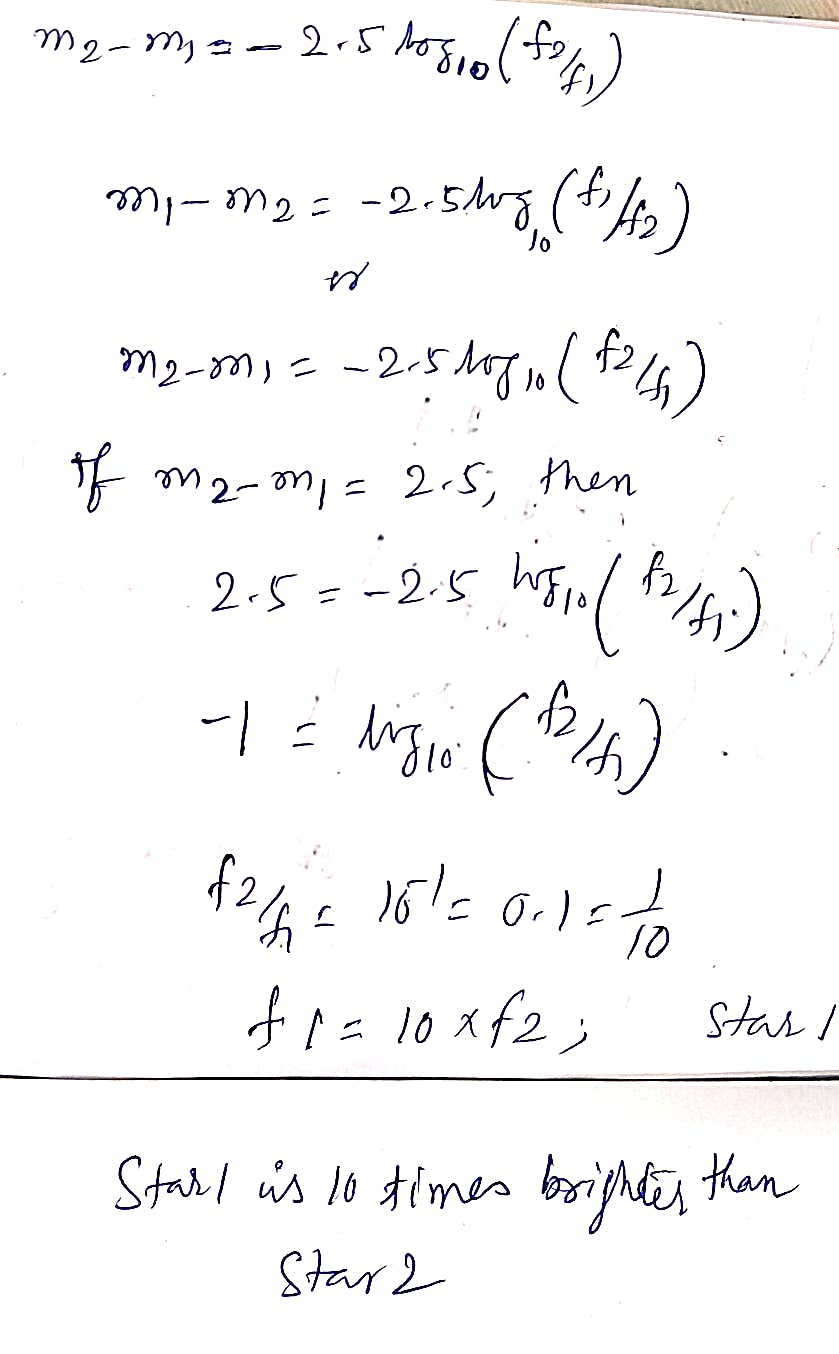 m2 - m1 = - 2.5 log10 (f2/f1)
m1 - m2 = -2.5 log10 (f1/f2)
or
m2 - m1 = -2.5 log10 (f2/f1)
If m2 - m1 = 2.5, then
2.5 = -2.5 log10 (f2/f1)
-1 = log10 (f2/f1)
f2/f1 = 10^-1 = 0.1 = 1/10
f1 = 10 x f2 ; Star 1
Star 1 is 10 times brighter than
Star 2